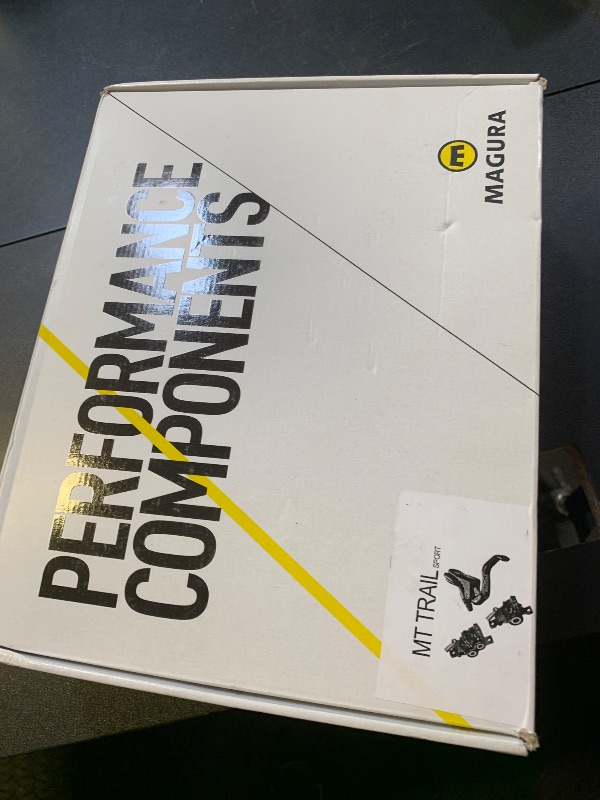 PERFORMANCE
COMPONENTS
m
MAGURA
MT TRAIL SPORT